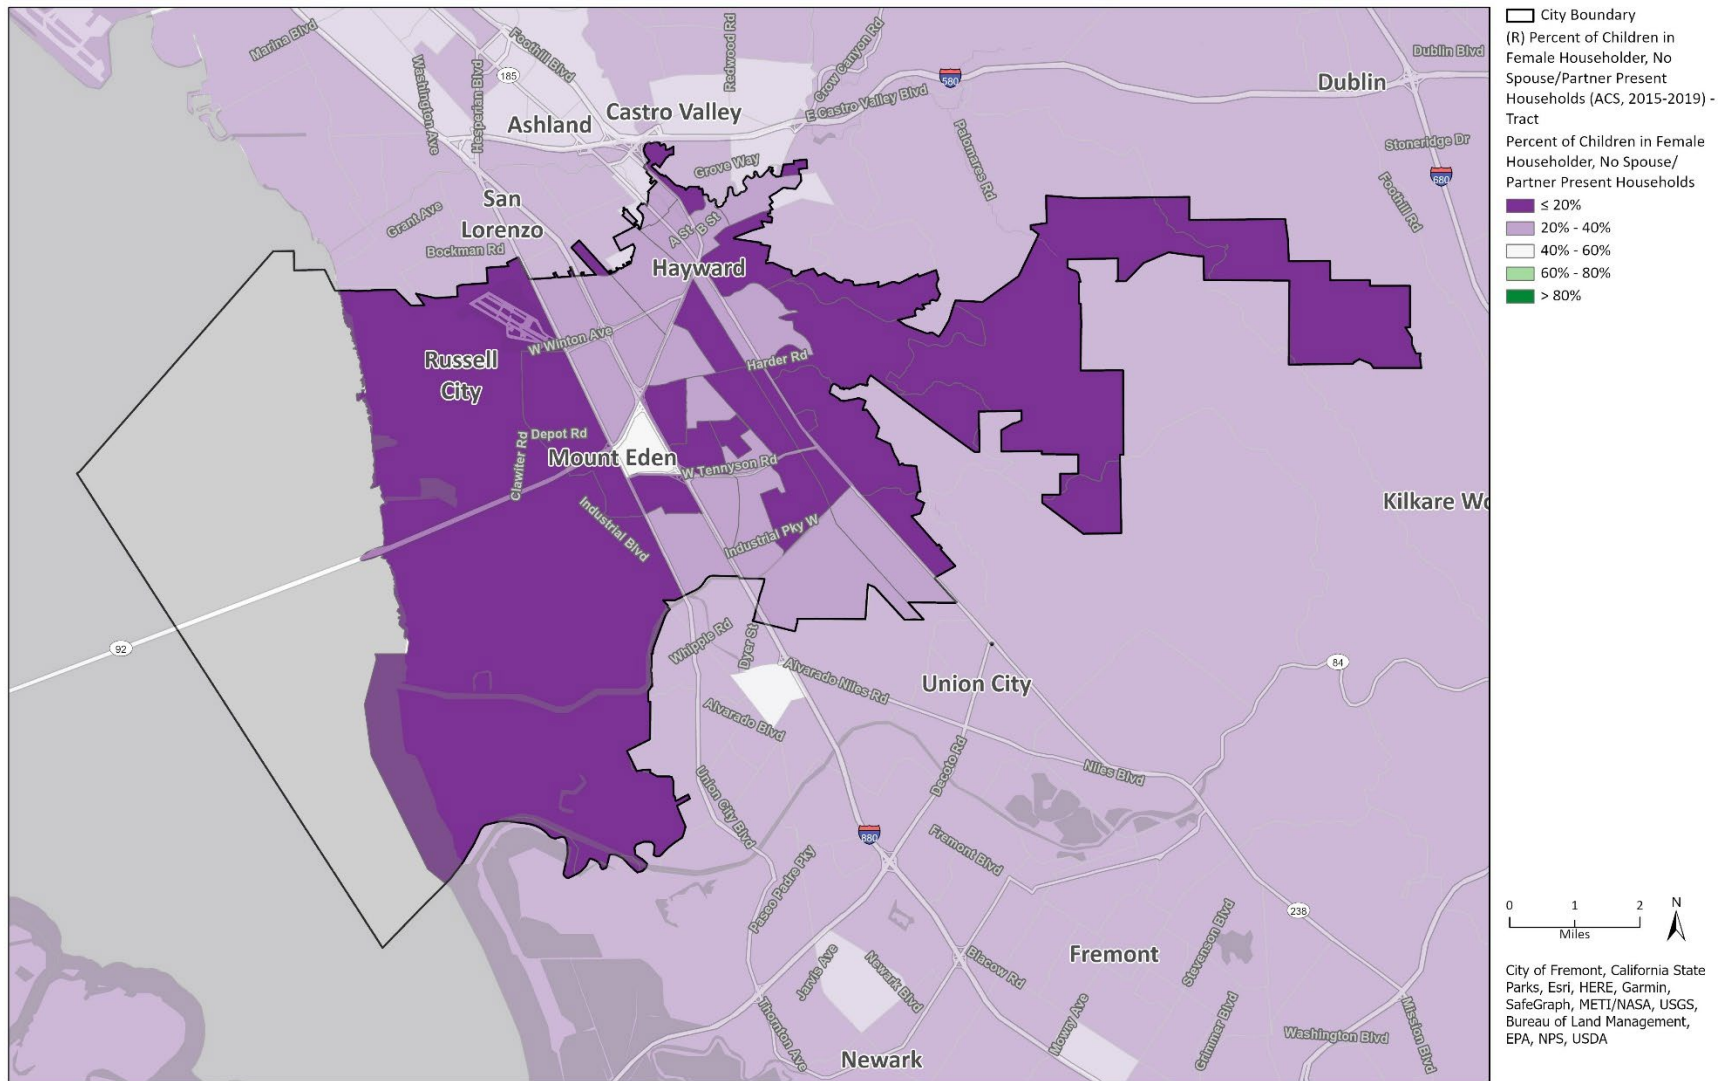 Marina Blvd
Washington Ave
Hesperian Blvd
Foothill Blvd
185
Redwood Rd
Crow Canyon Rd
580
Dublin Blvd
Dublin
Castro Valley
Ashland
E Castro Valley Blvd
Palomares Rd
Stoneridge Dr
680
Foothill Rd
Grove Way
San
Lorenzo
Grant Ave
Bockman Rd
A St
B St
Hayward
W Winton Ave
Russell
City
Harder Rd
Depot Rd
Mount Eden
Clawiter Rd
W Tennyson Rd
Industrial Blvd
Industrial Pky W
Kilkare Wo
92
Whipple Rd
Dyer St
Alvarado Niles Rd
Union City
84
Alvarado Blvd
Union City Blvd
Decoto Rd
Niles Blvd
880
Fremont Blvd
Paseo Padre Pky
238
Jarvis Ave
Newark Blvd
Blacow Rd
Fremont
Stevenson Blvd
Thornton Ave
Mowry Ave
Grimmer Blvd
Washington Blvd
Mission Blvd
Newark
City Boundary
(R) Percent of Children in
Female Householder, No
Spouse/Partner Present
Households (ACS, 2015-2019) -
Tract
Percent of Children in Female
Householder, No Spouse/
Partner Present Households
≤ 20%
20% - 40%
40% - 60%
60% - 80%
> 80%
0 1 2
Miles
N
City of Fremont, California State
Parks, Esri, HERE, Garmin,
SafeGraph, METI/NASA, USGS,
Bureau of Land Management,
EPA, NPS, USDA